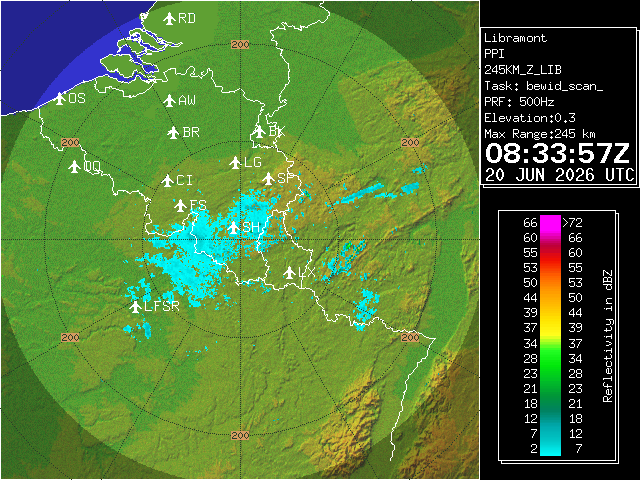 RD
200
OS
AW
BR
BK
200
200
QQ
LG
CI
SP
FS
SH
LX
LFSR
200
200
200
Libramont
PPI
245KM_Z_LIB
Task: bewid_scan_
PRF: 500Hz
Elevation:0.3
Max Range:245 km
08:33:57Z
20 JUN 2026 UTC
66 >72
60 66
55 60
53 55
50 53
44 50
39 44
37 39
34 37
28 34
23 28
21 23
18 21
12 18
7 12
2 7
Reflectivity in dBZ